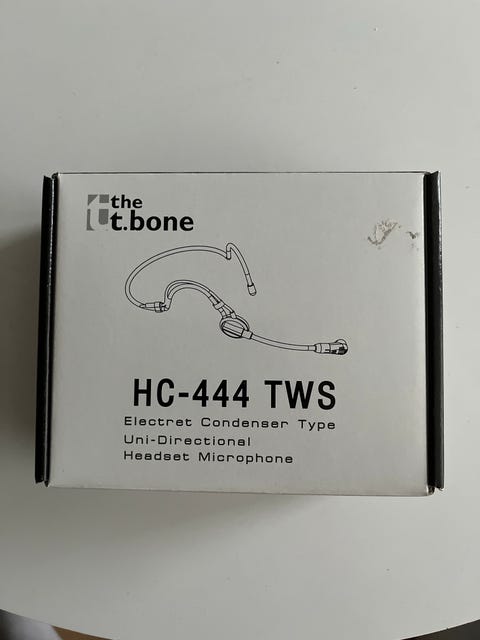 the
t.bone
HC-444 TWS
Electret Condenser Type
Uni-Directional
Headset Microphone